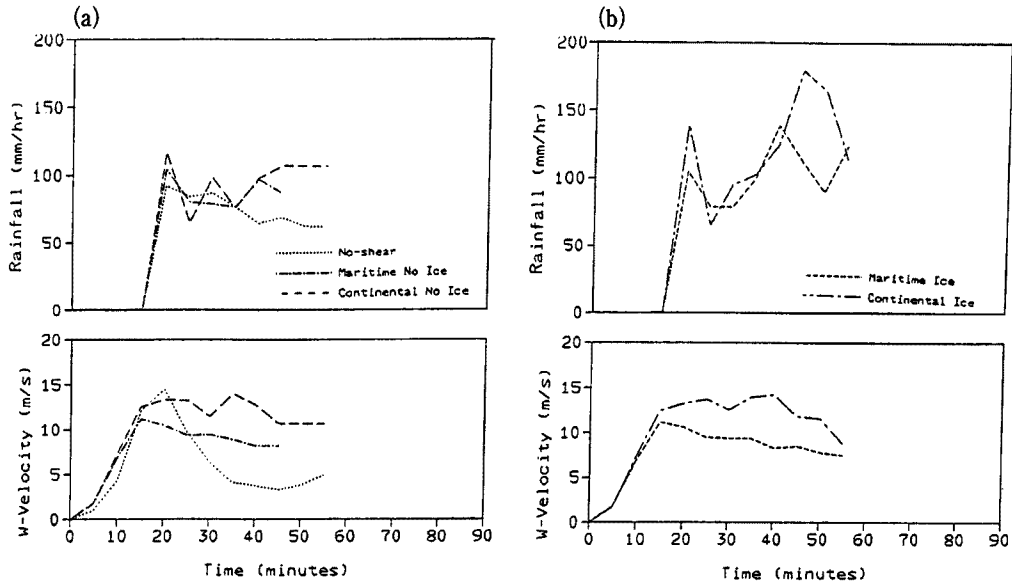 (a)
200
150
100
50
0
Rainfall (mm/hr)
No-shear
Maritime No Ice
Continental No Ice
20
15
10
5
0
W-Velocity (m/s)
0 10 20 30 40 50 60 70 80 90
Time (minutes)
(b)
200
150
100
50
0
Rainfall (mm/hr)
Maritime Ice
Continental Ice
20
15
10
5
0
W-Velocity (m/s)
0 10 20 30 40 50 60 70 80 90
Time (minutes)